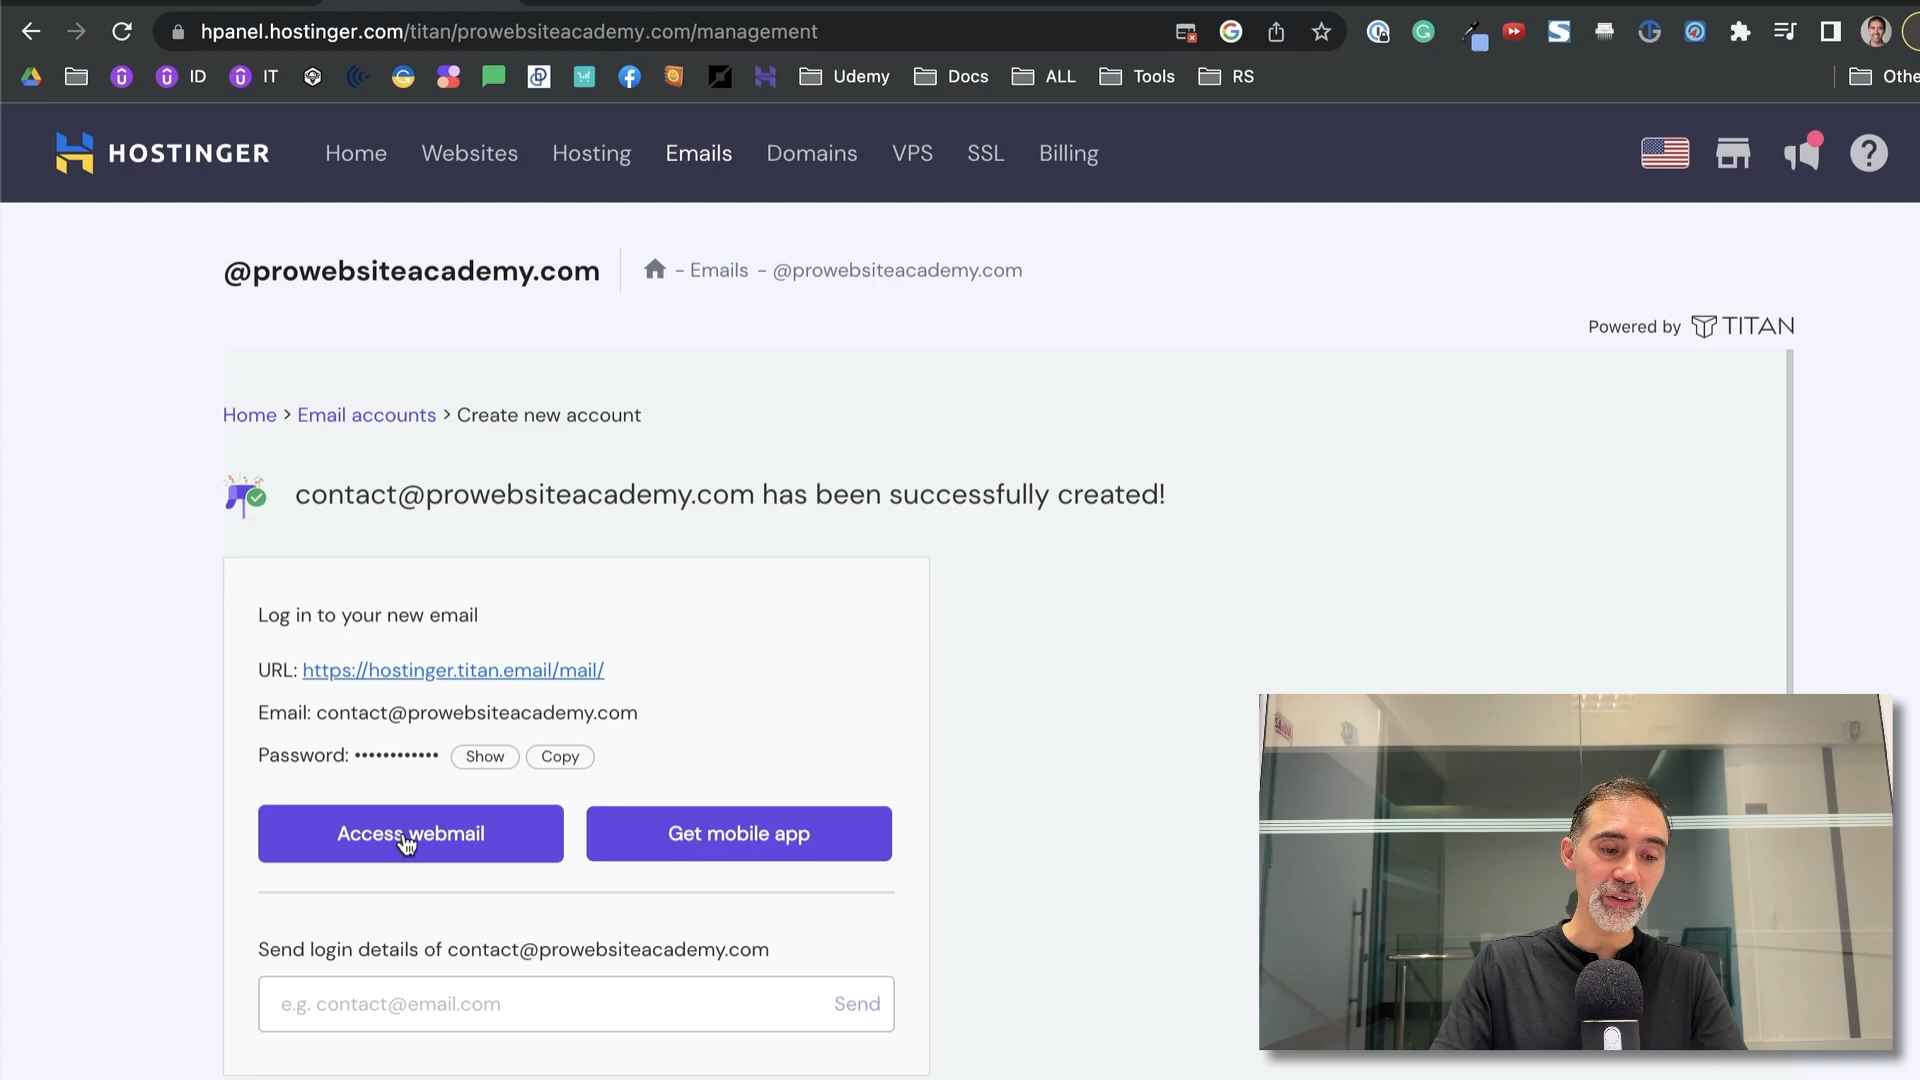 hpanel.hostinger.com/titan/prowebsiteacademy.com/management
ID
IT
Udemy
Docs
ALL
Tools
RS
Othe
HOSTINGER
Home
Websites
Hosting
Emails
Domains
VPS
SSL
Billing
@prowebsiteacademy.com
- Emails - @prowebsiteacademy.com
Powered by TITAN
Home > Email accounts > Create new account
contact@prowebsiteacademy.com has been successfully created!
Log in to your new email
URL: https://hostinger.titan.email/mail/
Email: contact@prowebsiteacademy.com
Password: •••••••••••• Show Copy
Access webmail
Get mobile app
Send login details of contact@prowebsiteacademy.com
e.g. contact@email.com
Send